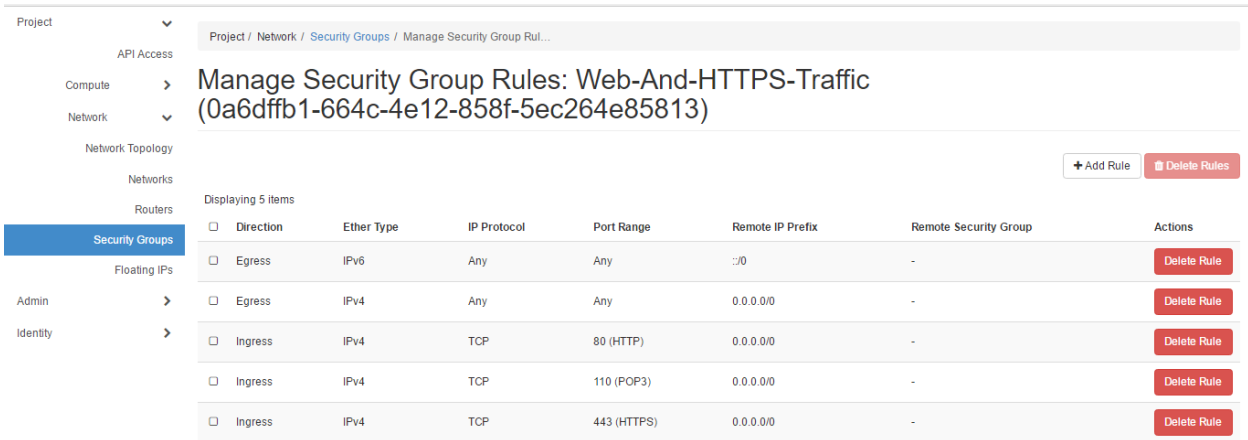 Project
API Access
Compute
Network
Network Topology
Networks
Routers
Security Groups
Floating IPs
Admin
Identity
Project / Network / Security Groups / Manage Security Group Rul...
Manage Security Group Rules: Web-And-HTTPS-Traffic
(0a6dffb1-664c-4e12-858f-5ec264e85813)
+ Add Rule Delete Rules
Displaying 5 items
Direction Ether Type IP Protocol Port Range Remote IP Prefix Remote Security Group Actions
Egress IPv6 Any Any ::/0 - Delete Rule
Egress IPv4 Any Any 0.0.0.0/0 - Delete Rule
Ingress IPv4 TCP 80 (HTTP) 0.0.0.0/0 - Delete Rule
Ingress IPv4 TCP 110 (POP3) 0.0.0.0/0 - Delete Rule
Ingress IPv4 TCP 443 (HTTPS) 0.0.0.0/0 - Delete Rule